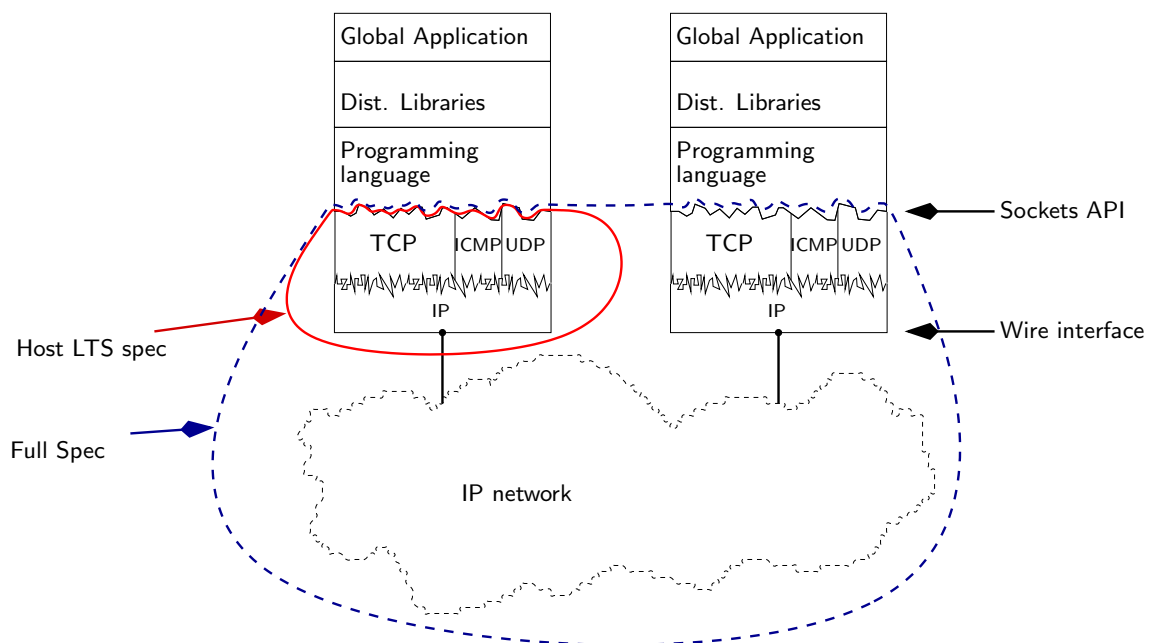 Global Application
Global Application
Dist. Libraries
Dist. Libraries
Programming
language
Programming
language
Sockets API
TCP
ICMP
UDP
TCP
ICMP
UDP
IP
IP
Wire interface
Host LTS spec
Full Spec
IP network